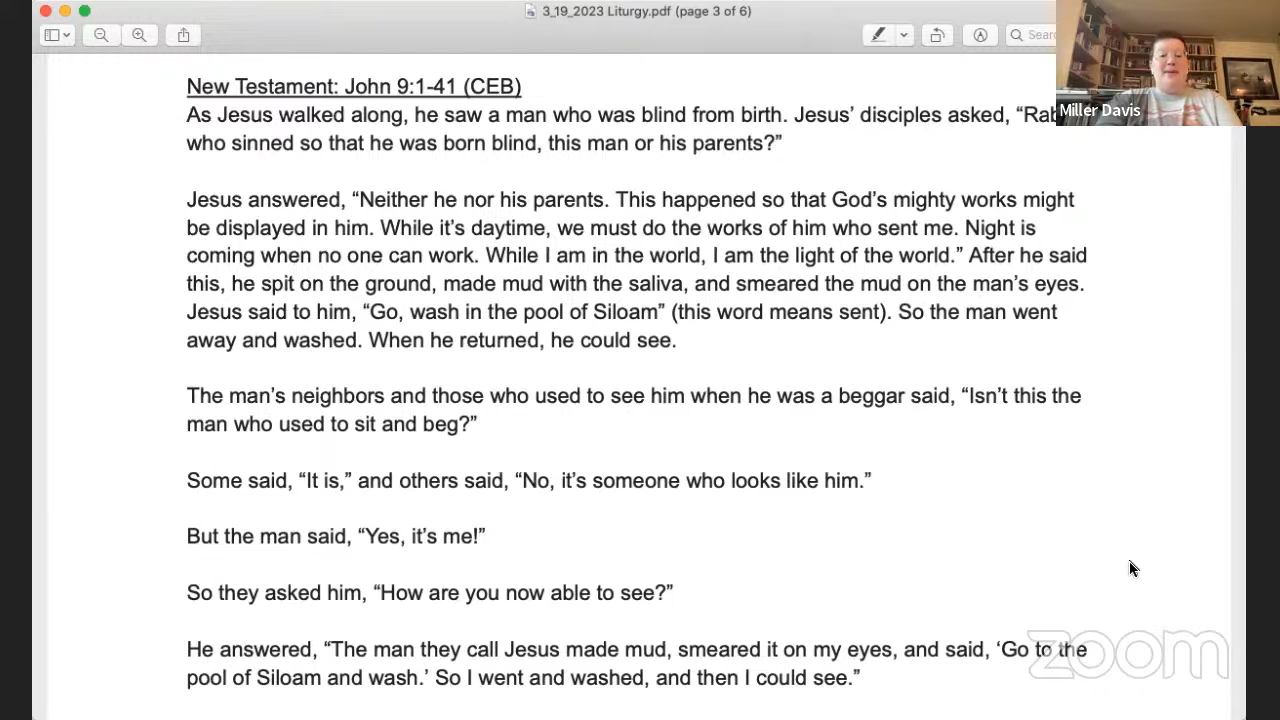 3_19_2023 Liturgy.pdf (page 3 of 6)
Miller Davis
New Testament: John 9:1-41 (CEB)
As Jesus walked along, he saw a man who was blind from birth. Jesus’ disciples asked, “
who sinned so that he was born blind, this man or his parents?”
Jesus answered, “Neither he nor his parents. This happened so that God’s mighty works might
be displayed in him. While it’s daytime, we must do the works of him who sent me. Night is
coming when no one can work. While I am in the world, I am the light of the world.” After he said
this, he spit on the ground, made mud with the saliva, and smeared the mud on the man’s eyes.
Jesus said to him, “Go, wash in the pool of Siloam” (this word means sent). So the man went
away and washed. When he returned, he could see.
The man’s neighbors and those who used to see him when he was a beggar said, “Isn’t this the
man who used to sit and beg?”
Some said, “It is,” and others said, “No, it’s someone who looks like him.”
But the man said, “Yes, it’s me!”
So they asked him, “How are you now able to see?”
He answered, “The man they call Jesus made mud, smeared it on my eyes, and said, ‘Go to the
pool of Siloam and wash.’ So I went and washed, and then I could see.”
zoom